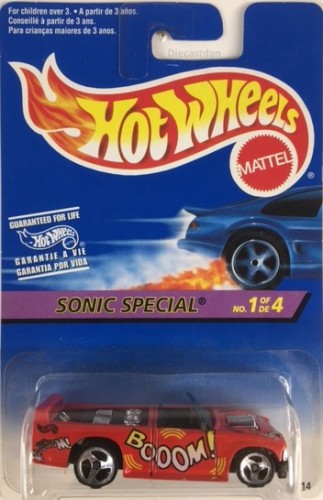 For children over 3. • A partir de 3 años.
Conseillé à partir de 3 ans.
Para crianças maiores de 3 anos.
Diecastdan
HOT WHEELS
MATTEL
GUARANTEED FOR LIFE
Hot Wheels
GARANTIE A VIE
GARANTIA POR VIDA
SONIC SPECIAL®
NO. 1 OF DE 4
BOOOM!
14